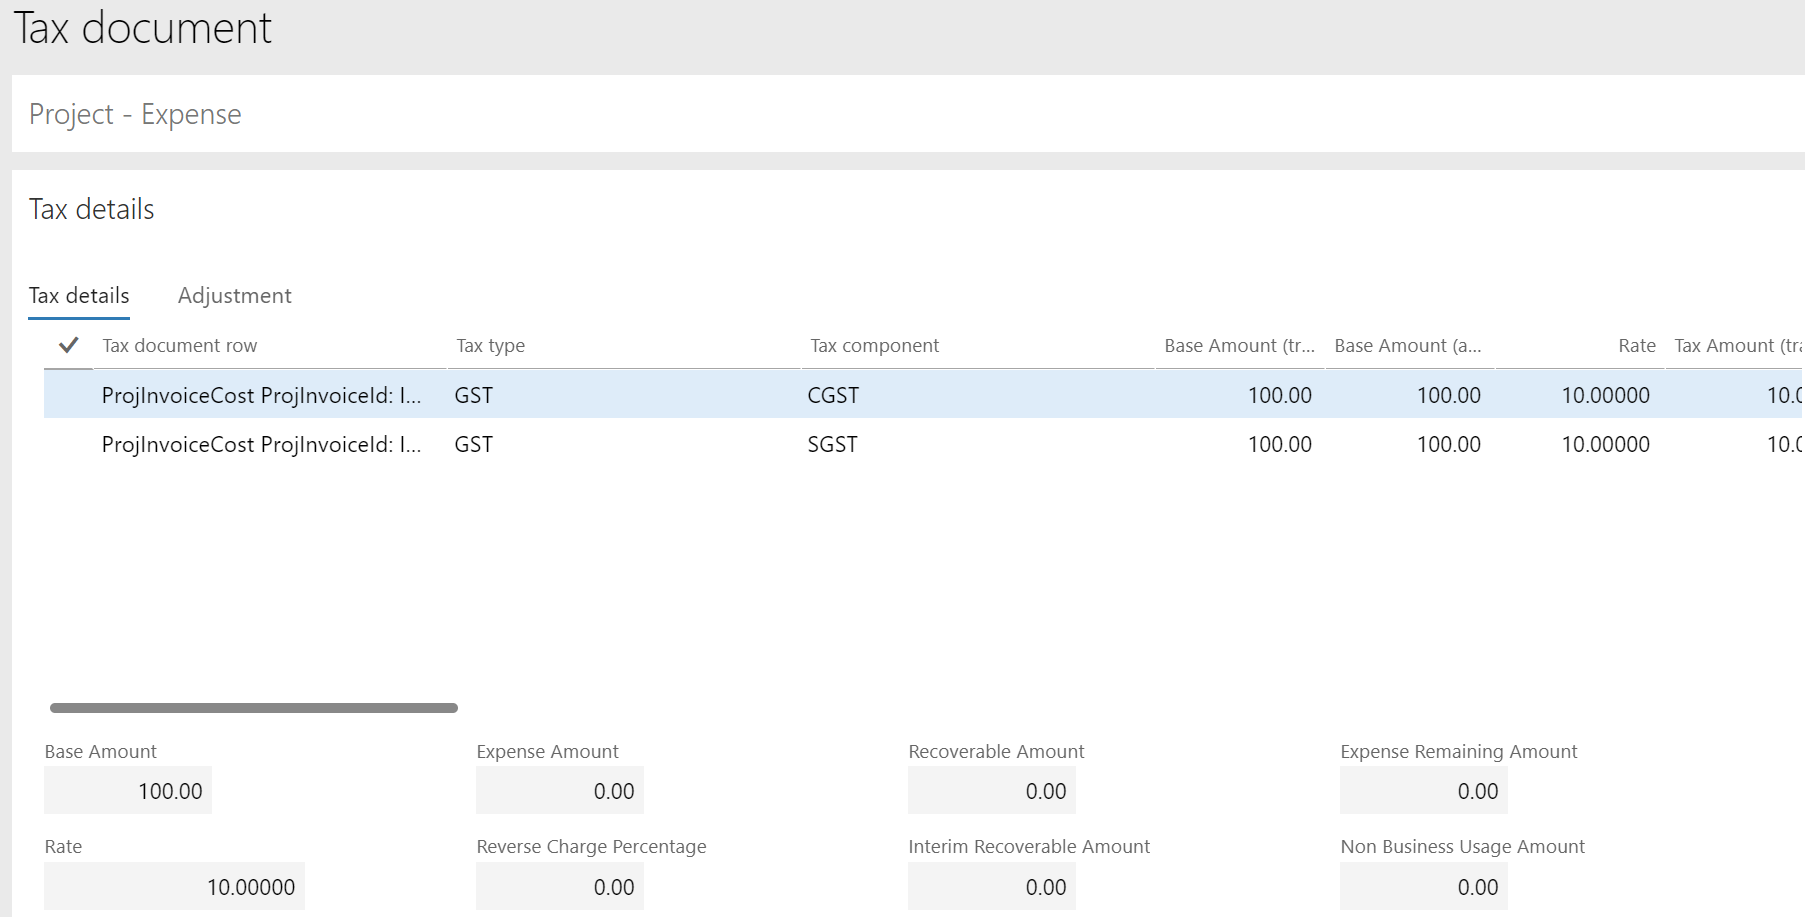 Tax document
Project - Expense
Tax details
Tax details Adjustment
Tax document row Tax type Tax component Base Amount (tr... Base Amount (a... Rate Tax Amount (tra
ProjInvoiceCost ProjInvoiceId: I... GST CGST 100.00 100.00 10.00000 10.0
ProjInvoiceCost ProjInvoiceId: I... GST SGST 100.00 100.00 10.00000 10.0
Base Amount Expense Amount Recoverable Amount Expense Remaining Amount
100.00 0.00 0.00 0.00
Rate Reverse Charge Percentage Interim Recoverable Amount Non Business Usage Amount
10.00000 0.00 0.00 0.00